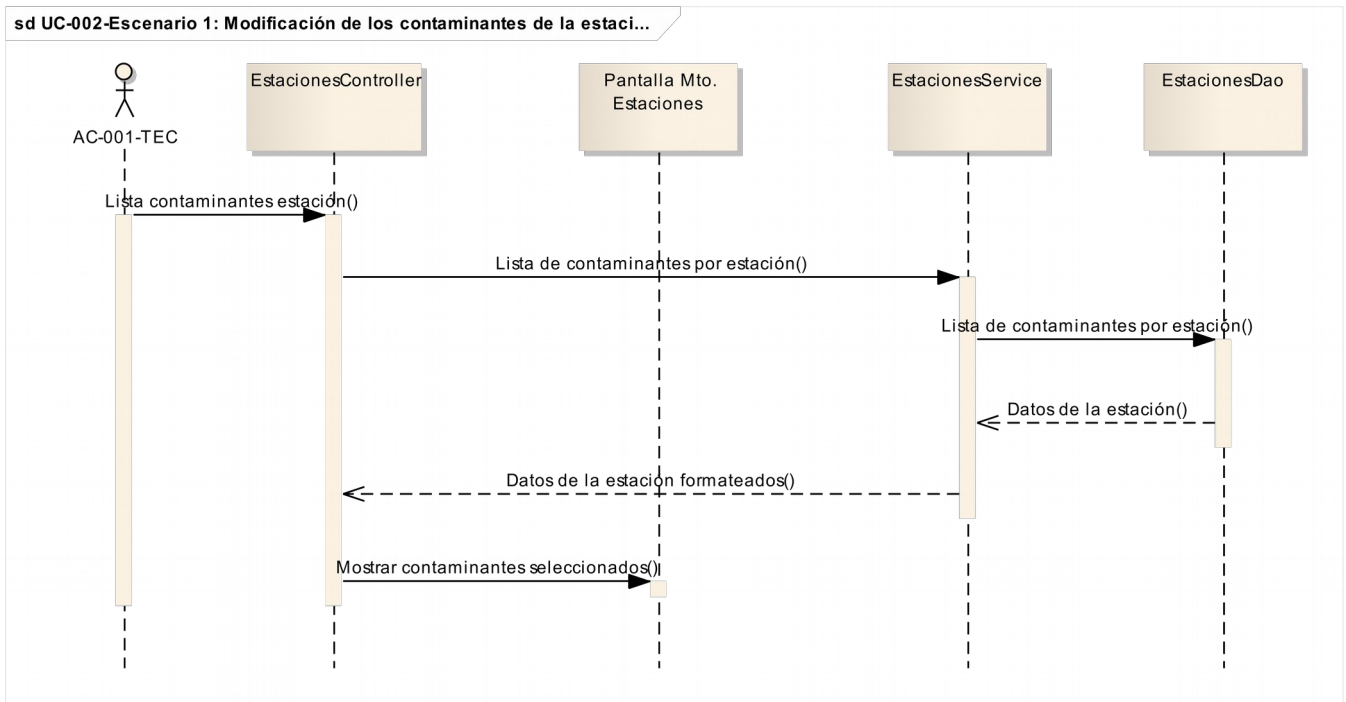 sd UC-002-Escenario 1: Modificación de los contaminantes de la estaci...
AC-001-TEC
EstacionesController
Pantalla Mto.
Estaciones
EstacionesService
EstacionesDao
Lista contaminantes estación()
Lista de contaminantes por estación()
Lista de contaminantes por estación()
Datos de la estación()
Datos de la estación formateados()
Mostrar contaminantes seleccionados()